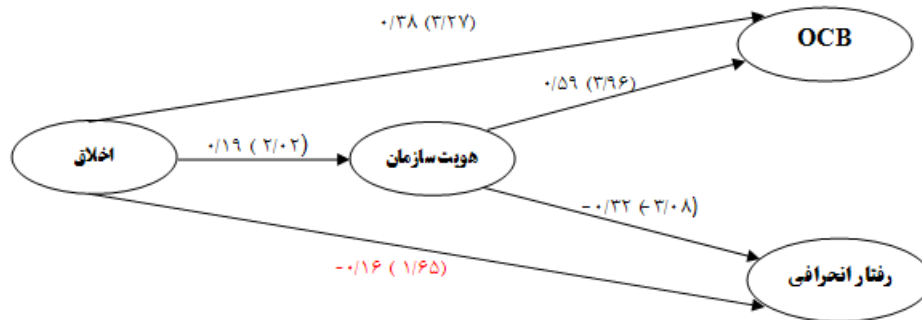 ۰/۳۸ (۳/۲۷)
OCB
۰/۵۹ (۳/۹۶)
اخلاق
۰/۱۹ ( ۲/۰۲)
هویت سازمان
-۰/۳۲ (-۳/۰۸)
-۰/۱۶ ( ۱/۶۵)
رفتار انحرافی